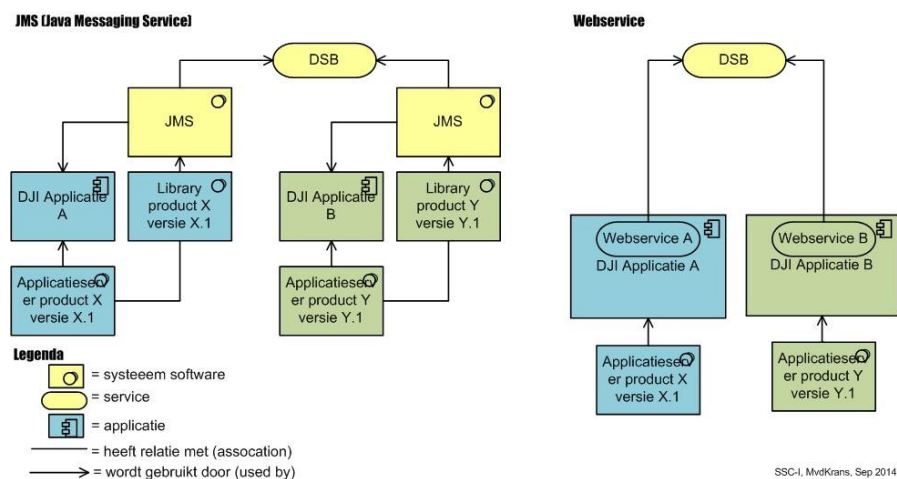 JMS (Java Messaging Service)
DSB
JMS
JMS
DJI Applicatie
A
Library
product X
versie X.1
DJI Applicatie
B
Library
product Y
versie Y.1
Applicatieserv
er product X
versie X.1
Applicatieserv
er product Y
versie Y.1
Webservice
DSB
Webservice A
DJI Applicatie A
Webservice B
DJI Applicatie B
Applicatieserv
er product X
versie X.1
Applicatieserv
er product Y
versie Y.1
Legenda
= systeeem software
= service
= applicatie
= heeft relatie met (assocation)
= wordt gebruikt door (used by)
SSC-I, MvdKrans, Sep 2014